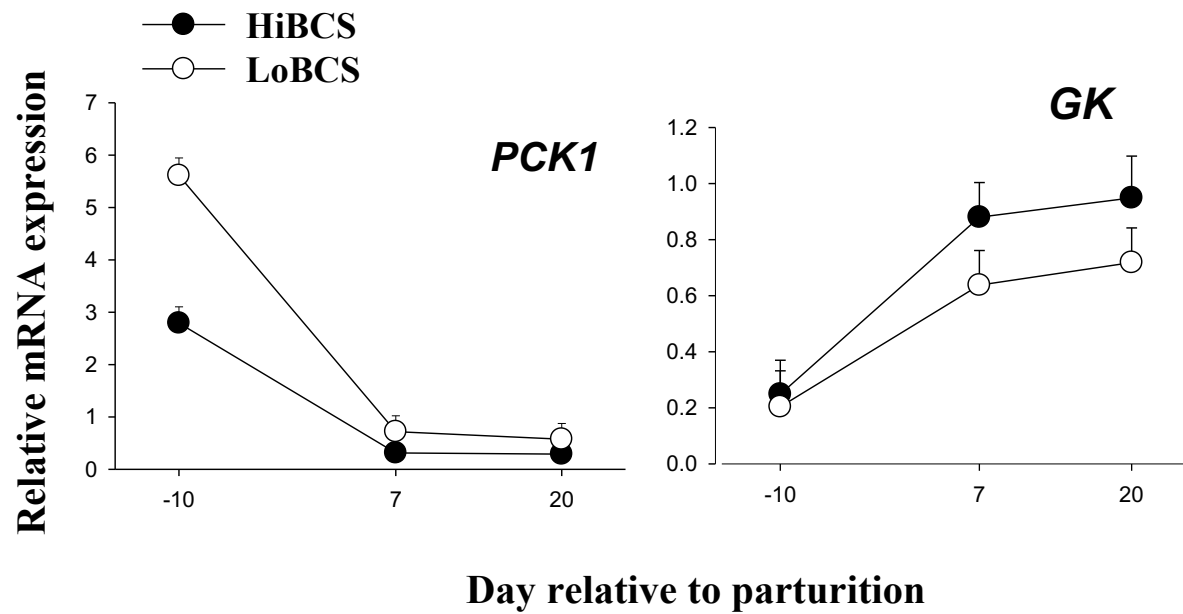 HiBCS
LoBCS
Relative mRNA expression
PCK1
7
6
5
4
3
2
1
0
-10 7 20
GK
1.2
1.0
0.8
0.6
0.4
0.2
0.0
-10 7 20
Day relative to parturition